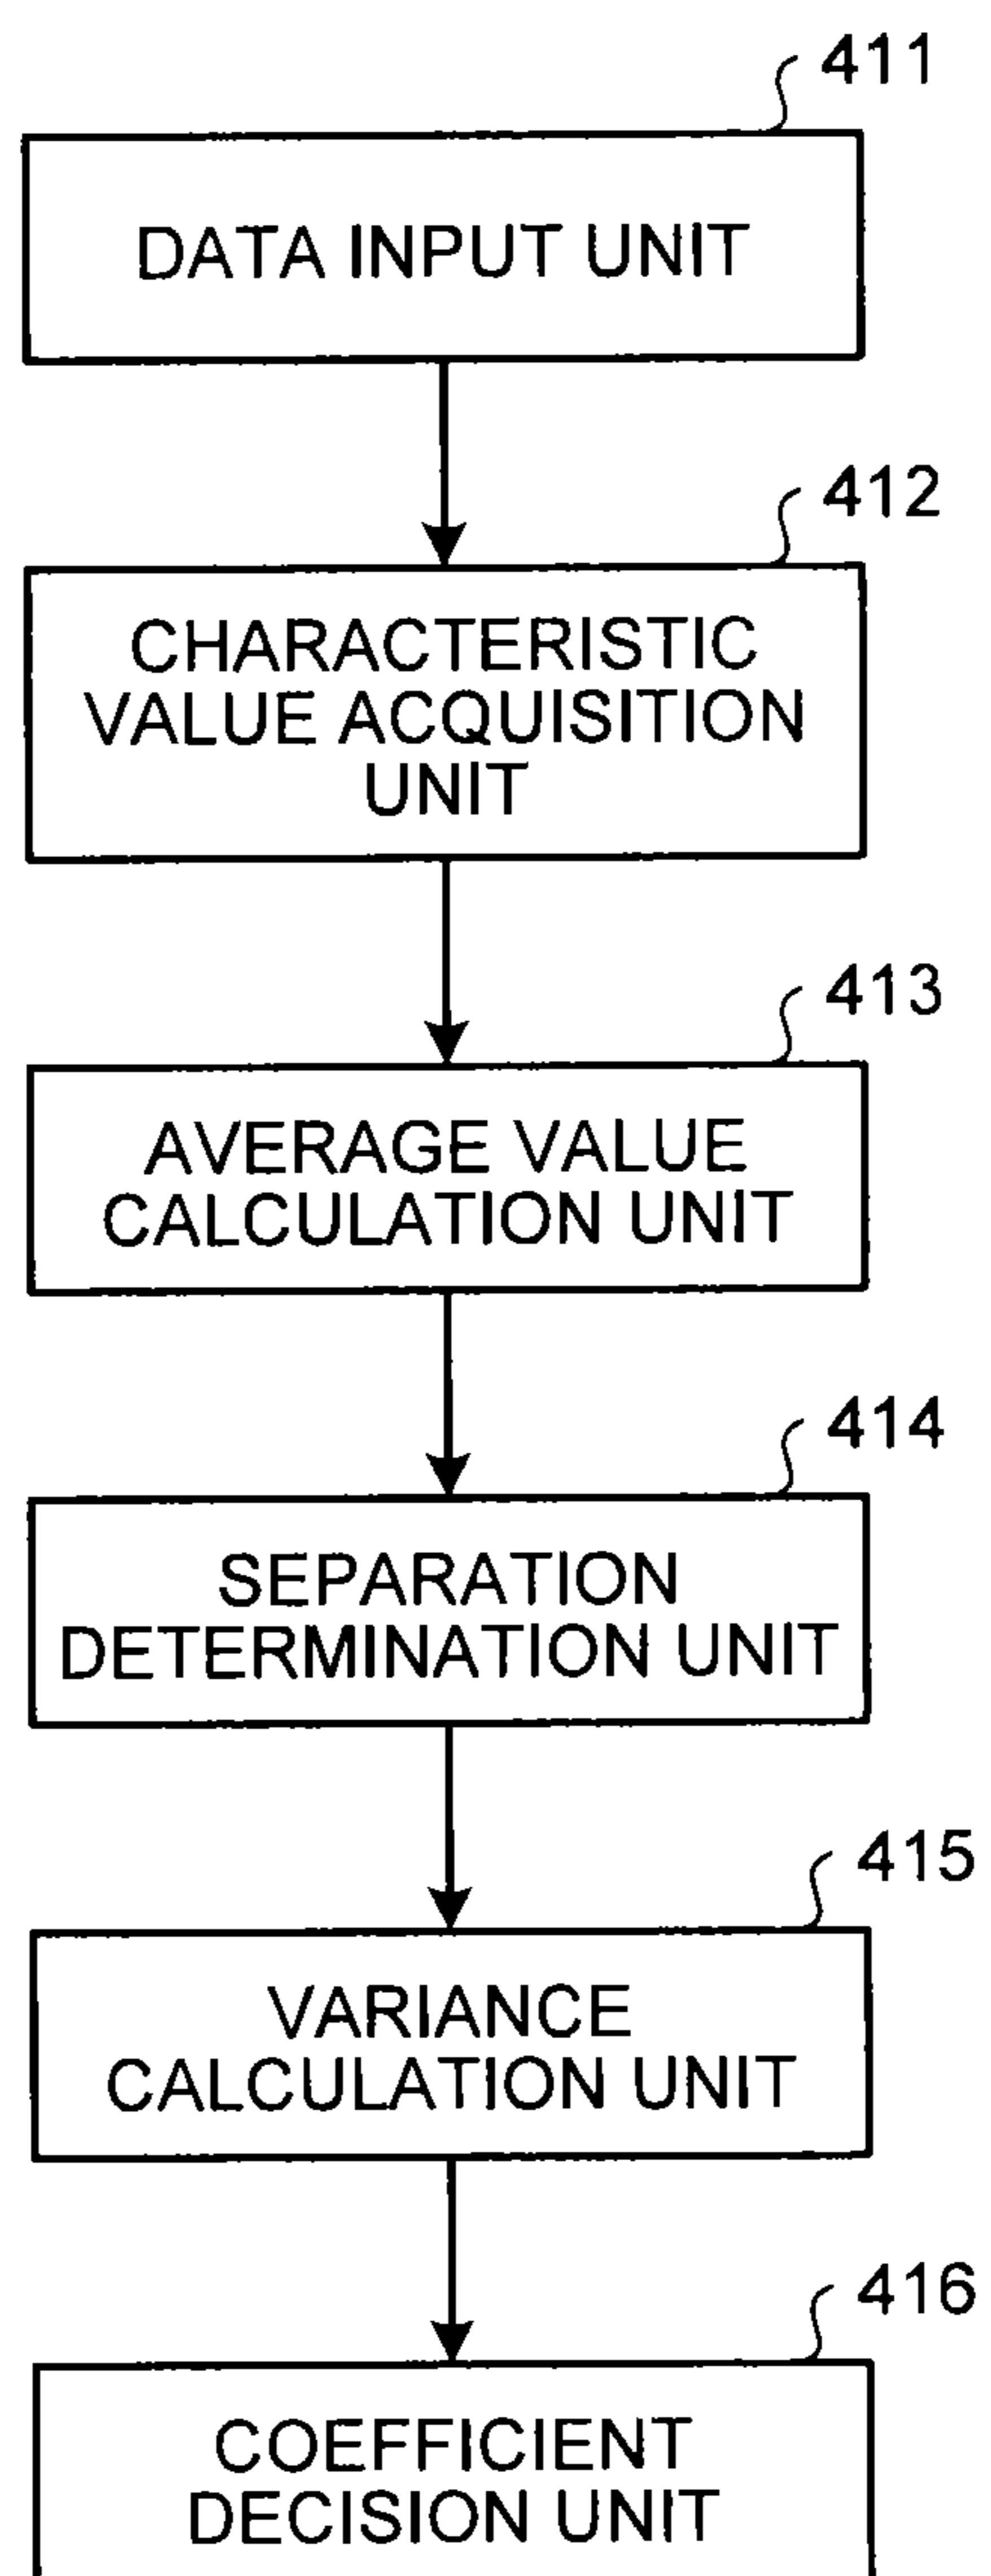 411
DATA INPUT UNIT
412
CHARACTERISTIC
VALUE ACQUISITION
UNIT
413
AVERAGE VALUE
CALCULATION UNIT
414
SEPARATION
DETERMINATION UNIT
415
VARIANCE
CALCULATION UNIT
416
COEFFICIENT
DECISION UNIT